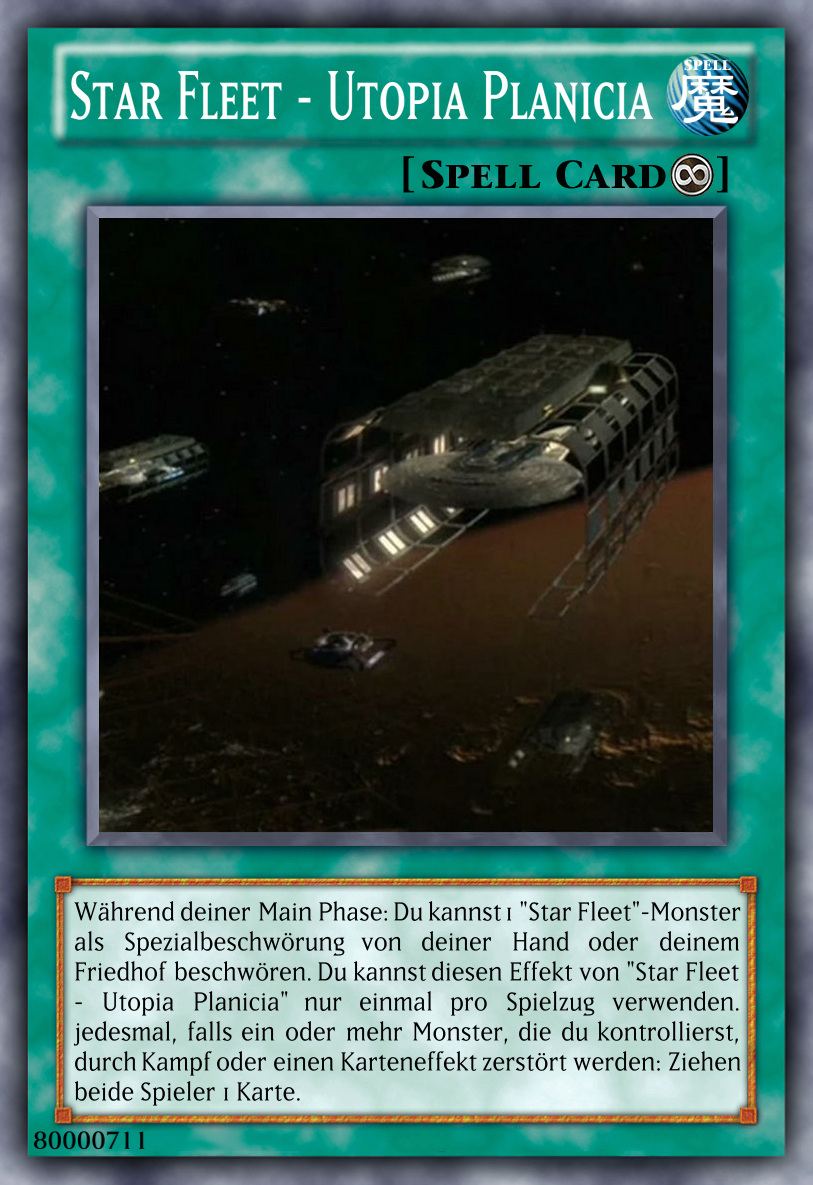 Star Fleet - Utopia Planicia
SPELL
魔
[Spell Card∞]
Während deiner Main Phase: Du kannst 1 "Star Fleet"-Monster
als Spezialbeschwörung von deiner Hand oder deinem
Friedhof beschwören. Du kannst diesen Effekt von "Star Fleet
- Utopia Planicia" nur einmal pro Spielzug verwenden.
jedesmal, falls ein oder mehr Monster, die du kontrollierst,
durch Kampf oder einen Karteneffekt zerstört werden: Ziehen
beide Spieler 1 Karte.
80000711